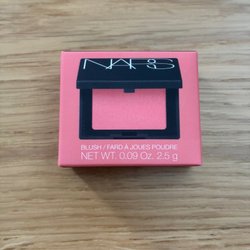 NARS
BLUSH / FARD À JOUES POUDRE
NET WT. 0.09 Oz. 2.5 g